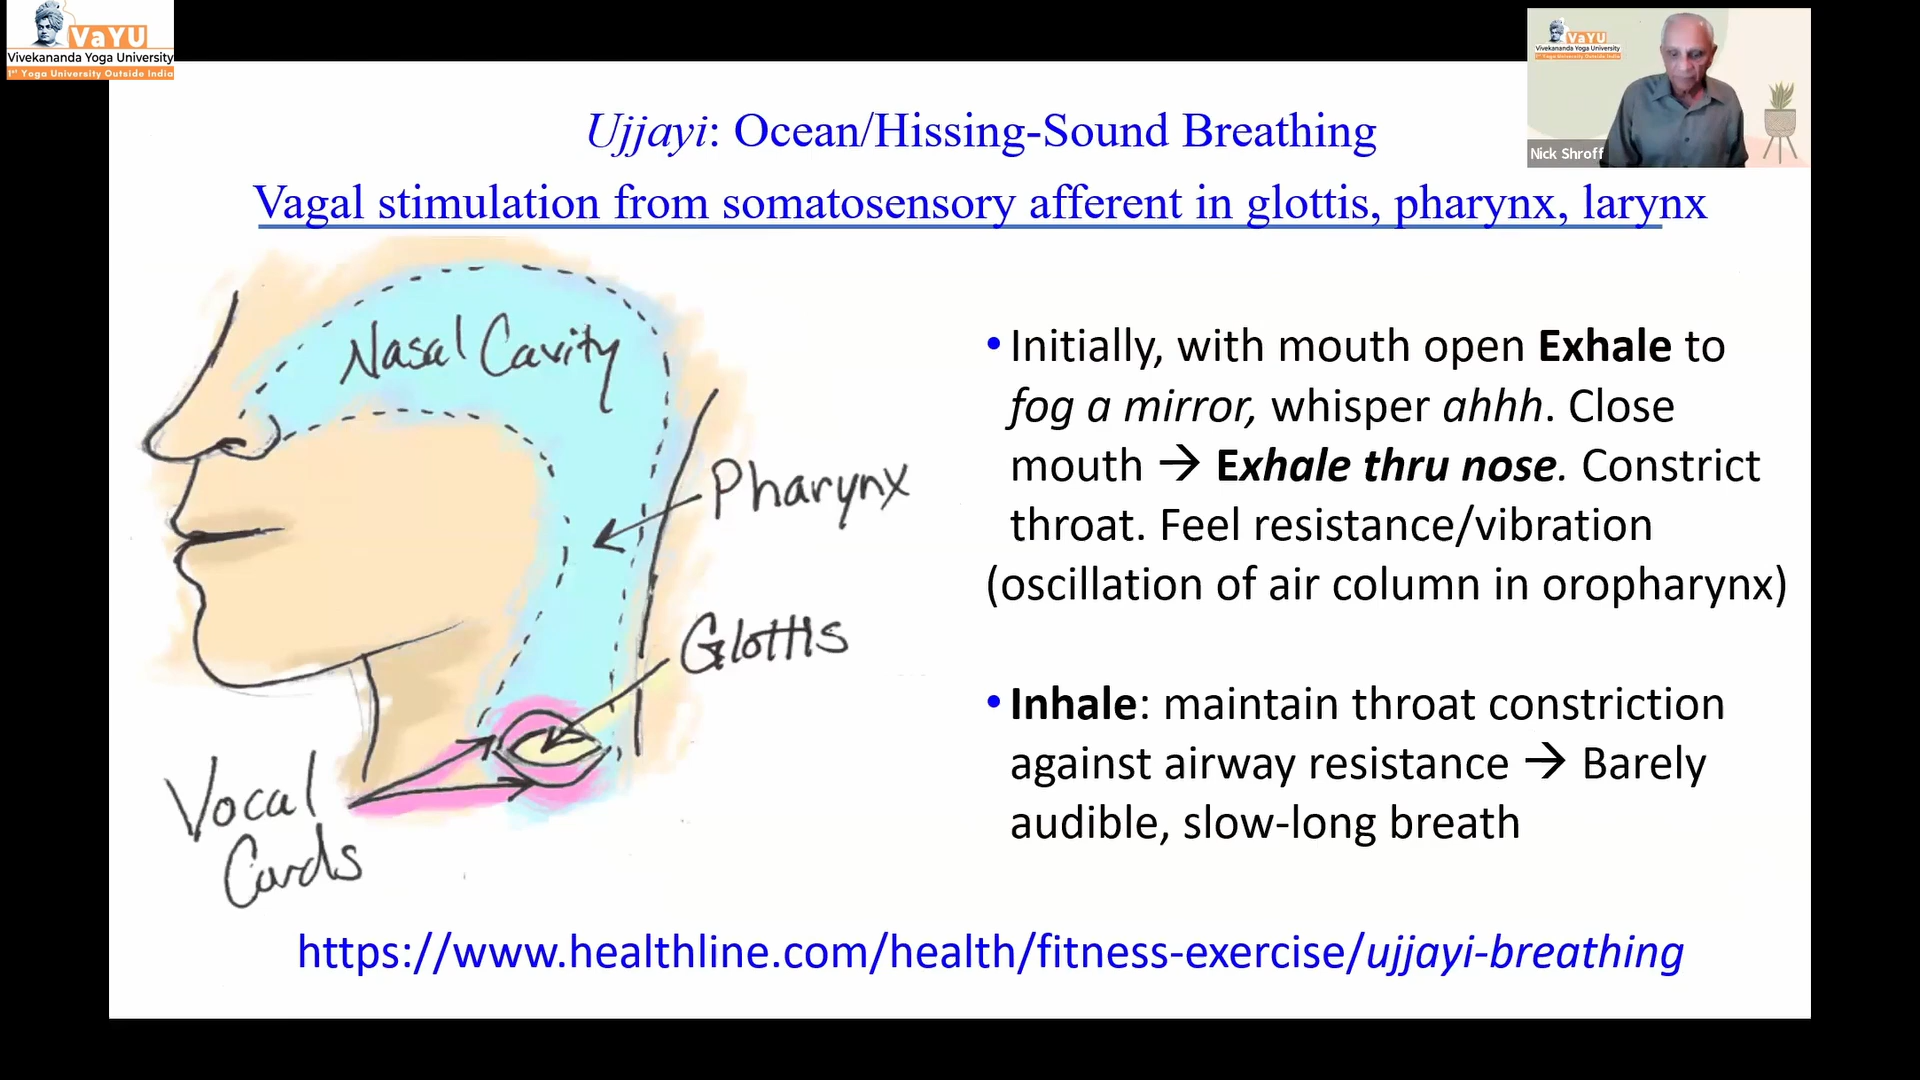 VaYU
Vivekananda Yoga University
1st Yoga University Outside India
VaYU
Vivekananda Yoga University
1st Yoga University Outside India
Nick Shroff
Ujjayi: Ocean/Hissing-Sound Breathing
Vagal stimulation from somatosensory afferent in glottis, pharynx, larynx
Nasal Cavity
Pharynx
Glottis
Vocal
Cords
• Initially, with mouth open Exhale to
fog a mirror, whisper ahhh. Close
mouth → Exhale thru nose. Constrict
throat. Feel resistance/vibration
(oscillation of air column in oropharynx)
• Inhale: maintain throat constriction
against airway resistance → Barely
audible, slow-long breath
https://www.healthline.com/health/fitness-exercise/ujjayi-breathing